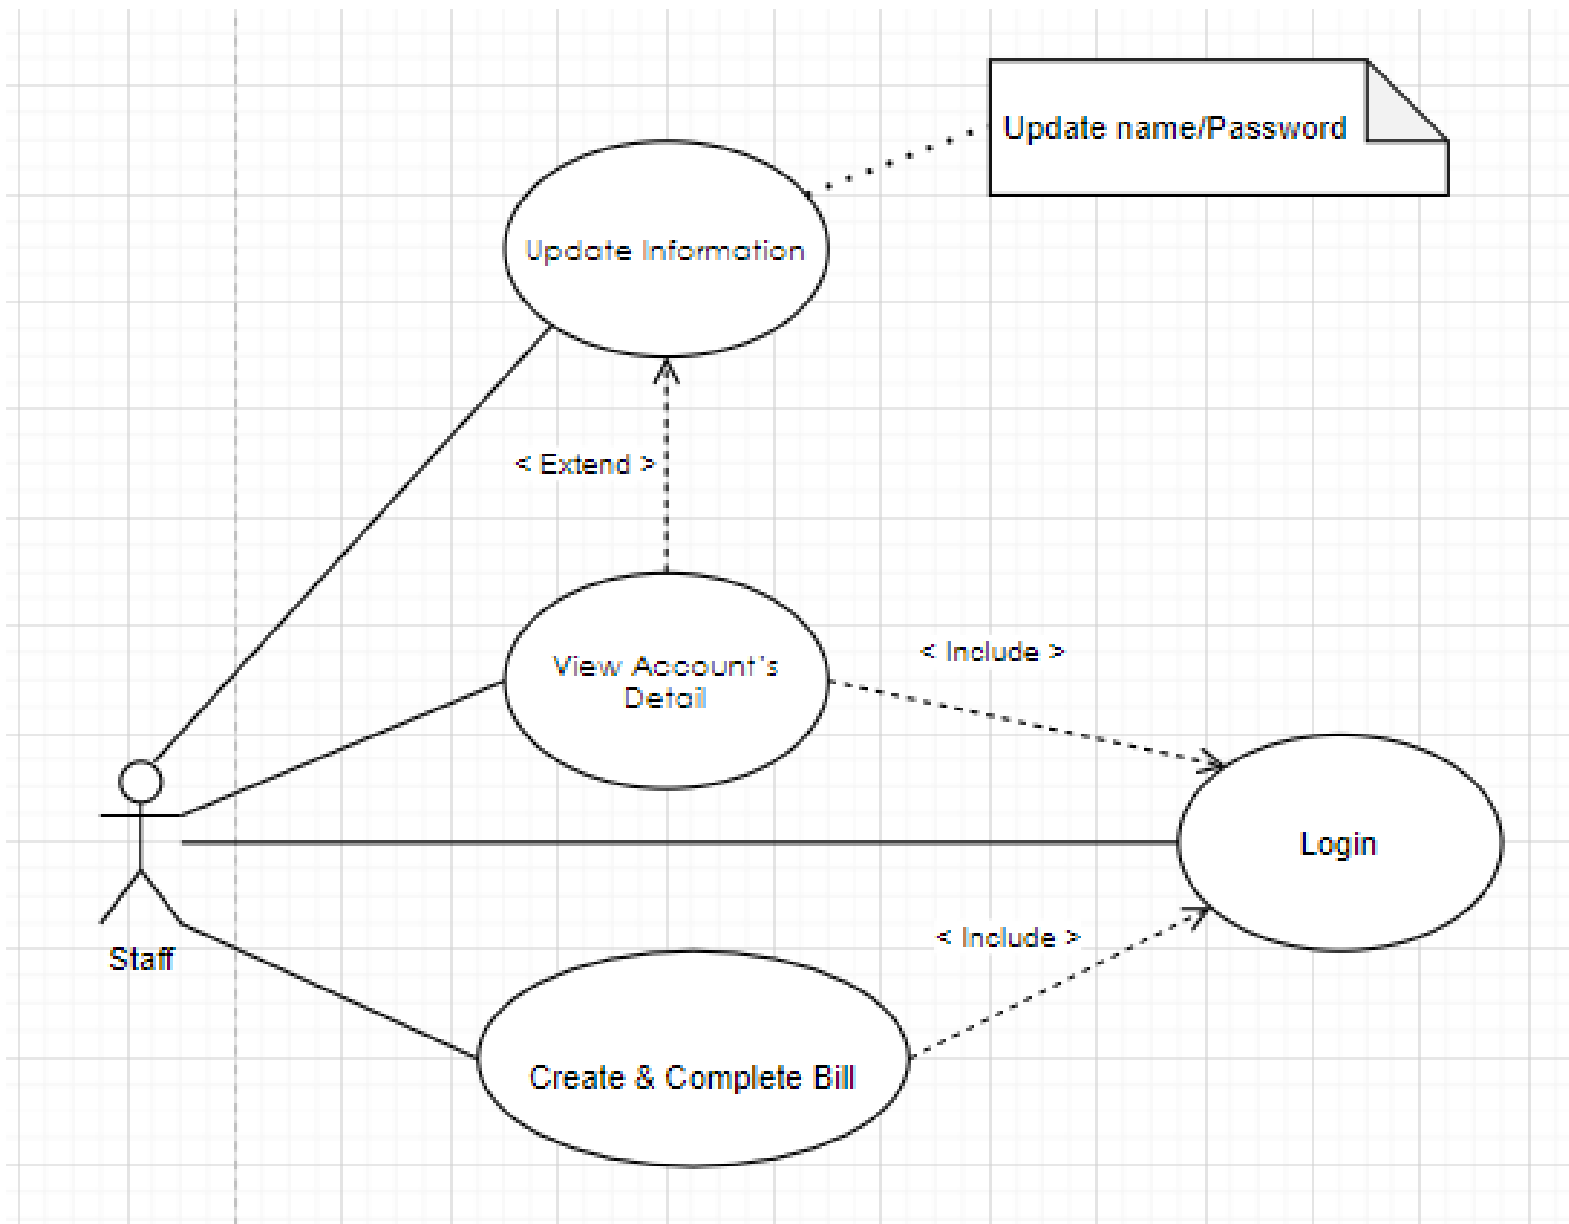 Update name/Password
Update Information
< Extend >
View Account's
Detail
< Include >
Login
< Include >
Staff
Create & Complete Bill